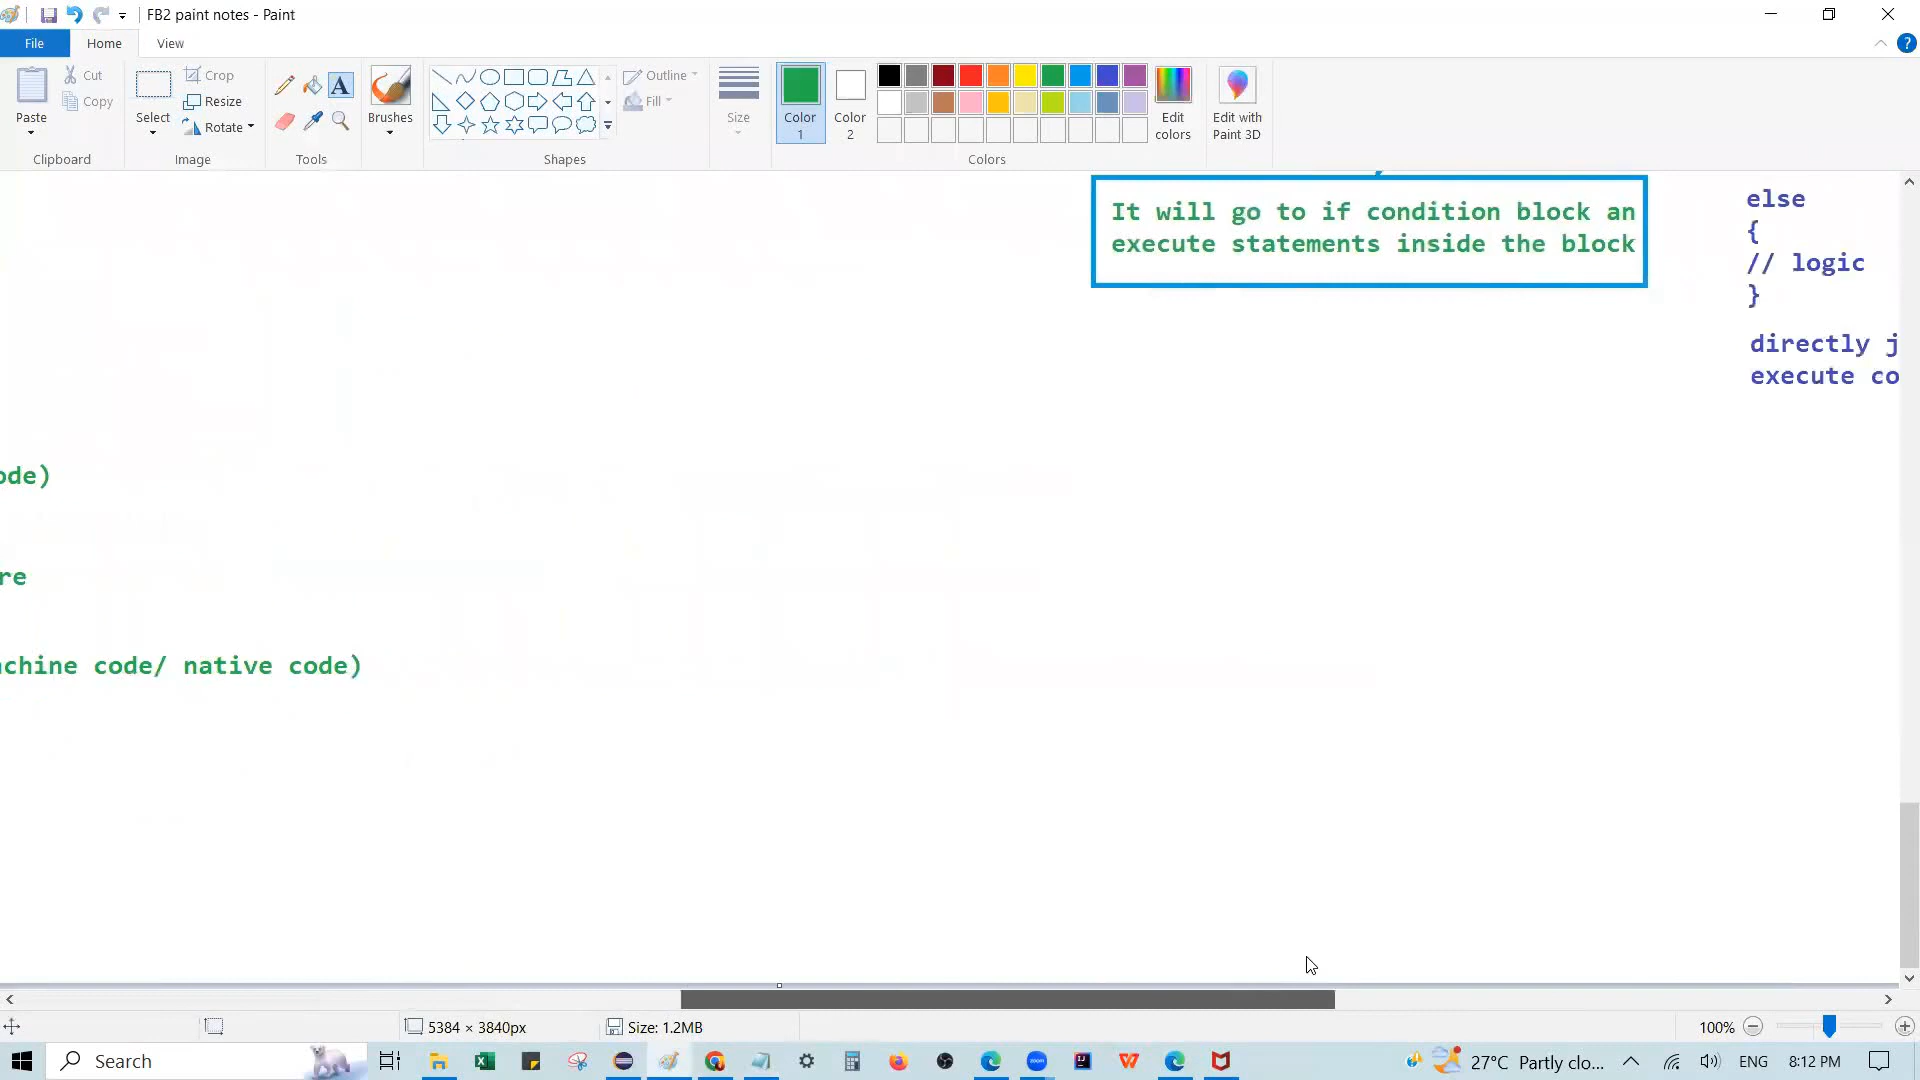 FB2 paint notes - Paint
File
Home
View
Paste
Cut
Copy
Clipboard
Select
Crop
Resize
Rotate
Image
A
Tools
Brushes
Outline
Fill
Shapes
Size
Color
1
Color
2
Edit
colors
Colors
Edit with
Paint 3D
It will go to if condition block an
execute statements inside the block
else
{
// logic
}
directly j
execute co
ode)
re
achine code/ native code)
5384 × 3840px
Size: 1.2MB
100%
Search
27°C Partly clo...
ENG
8:12 PM